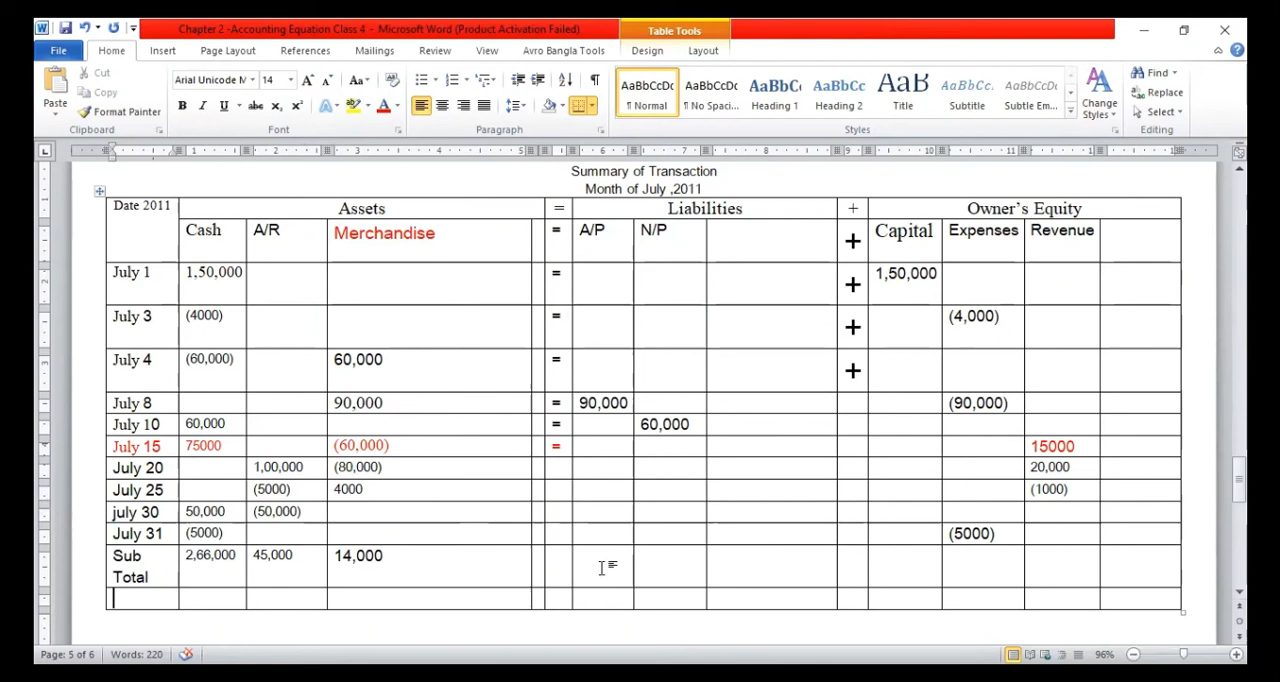 Chapter 2 -Accounting Equation Class 4 - Microsoft Word (Product Activation Failed)
Table Tools
File Home Insert Page Layout References Mailings Review View Avro Bangla Tools Design Layout
Paste
Cut
Copy
Format Painter
Clipboard
Arial Unicode M 14
Font
Paragraph
AaBbCcDc AaBbCcDc AaBbC AaBbCc AaB AaBbCc. AaBbCcDc
¶ Normal ¶ No Spaci... Heading 1 Heading 2 Title Subtitle Subtle Em...
Styles
Change Styles
Find
Replace
Select
Editing
Summary of Transaction
Month of July ,2011
Date 2011 Assets = Liabilities + Owner's Equity
Cash A/R Merchandise = A/P N/P + Capital Expenses Revenue
July 1 1,50,000 = + 1,50,000
July 3 (4000) = + (4,000)
July 4 (60,000) 60,000 = +
July 8 90,000 = 90,000 (90,000)
July 10 60,000 = 60,000
July 15 75000 (60,000) = 15000
July 20 1,00,000 (80,000) 20,000
July 25 (5000) 4000 (1000)
july 30 50,000 (50,000)
July 31 (5000) (5000)
Sub 2,66,000 45,000 14,000
Total
Page: 5 of 6 Words: 220 96%